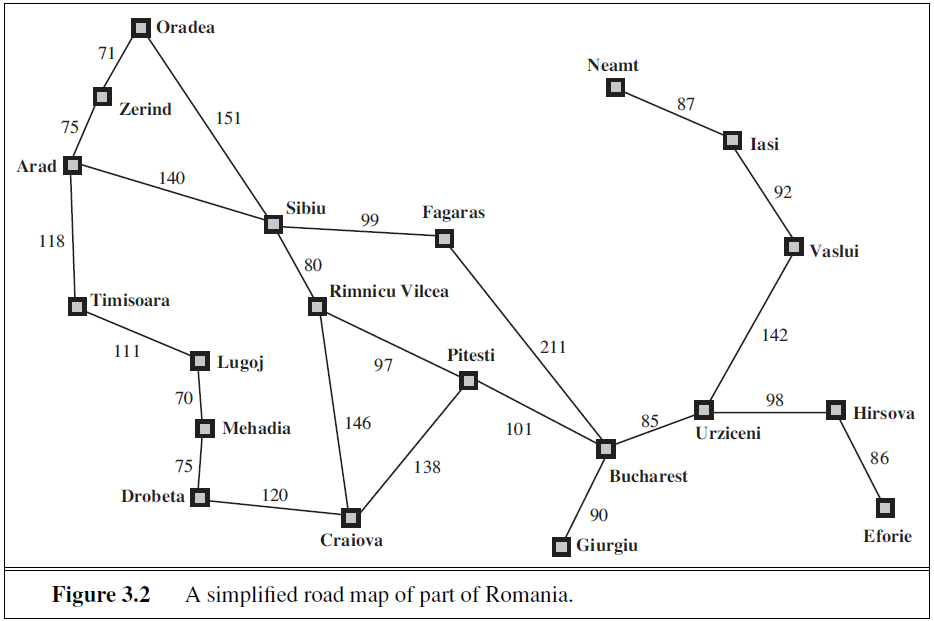 Oradea
71
Neamt
Zerind
87
75
151
Iasi
Arad
140
92
Sibiu
99
Fagaras
118
80
Vaslui
Timisoara
Rimnicu Vilcea
142
111
211
Lugoj
97
Pitesti
70
98
Hirsova
146
101
85
Mehadia
Urziceni
75
138
86
Bucharest
Drobeta
120
90
Craiova
Giurgiu
Eforie
Figure 3.2 A simplified road map of part of Romania.